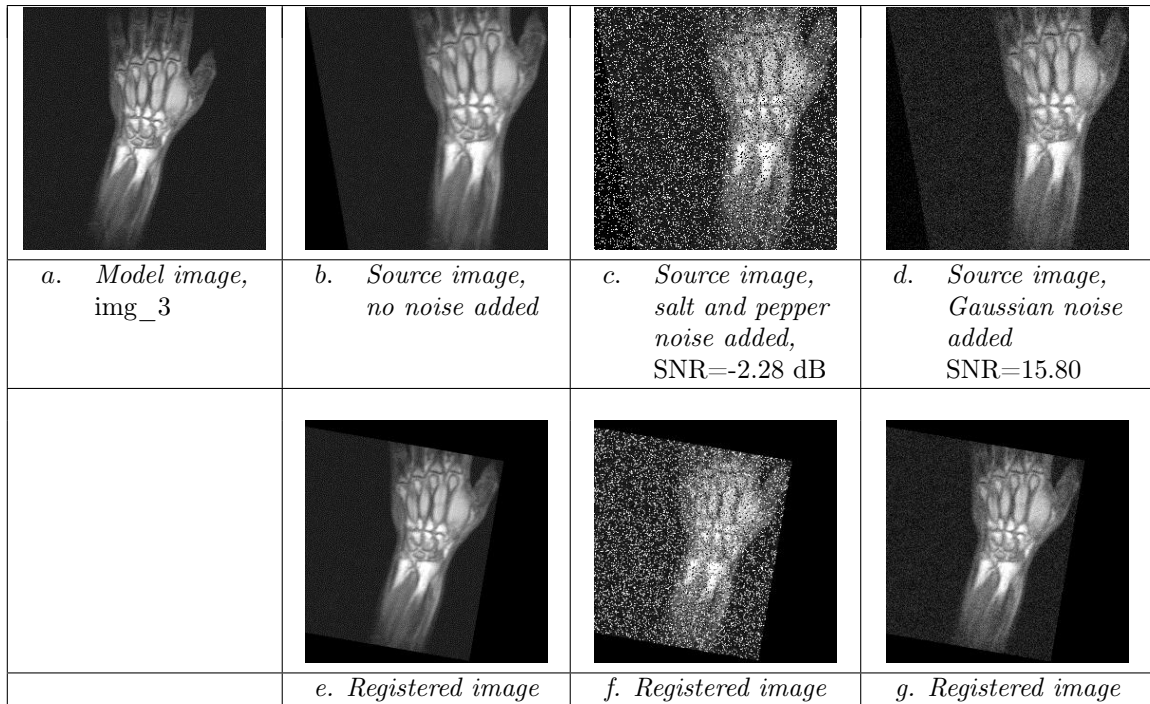 a. Model image,
img_3
b. Source image,
no noise added
c. Source image,
salt and pepper
noise added,
SNR=-2.28 dB
d. Source image,
Gaussian noise
added
SNR=15.80
e. Registered image
f. Registered image
g. Registered image